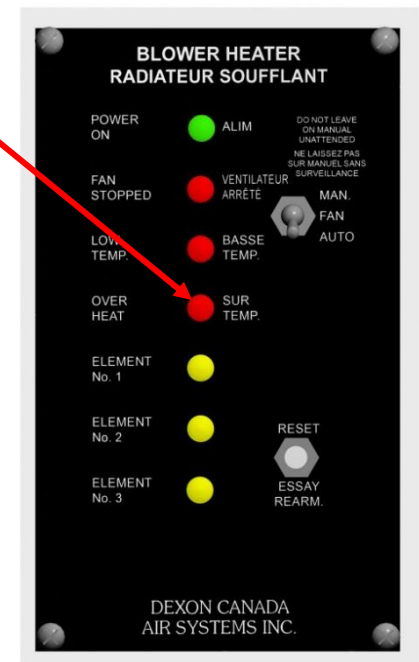 BLOWER HEATER
RADIATEUR SOUFFLANT
POWER
ON
ALIM
DO NOT LEAVE
ON MANUAL
UNATTENDED
NE LAISSEZ PAS
SUR MANUEL SANS
SURVEILLANCE
FAN
STOPPED
VENTILATEUR
ARRÊTÉ
MAN.
FAN
AUTO
LOW
TEMP.
BASSE
TEMP.
OVER
HEAT
SUR
TEMP.
ELEMENT
No. 1
ELEMENT
No. 2
RESET
ELEMENT
No. 3
ESSAY
REARM.
DEXON CANADA
AIR SYSTEMS INC.